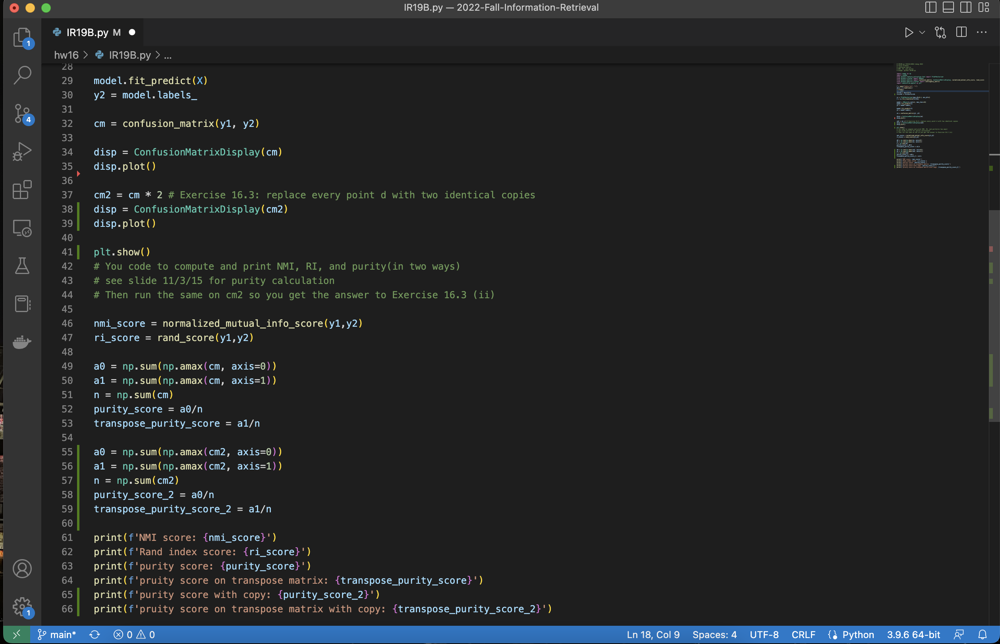 IR19B.py — 2022-Fall-Information-Retrieval
IR19B.py M
hw16 > IR19B.py > ...
1
4
1
28
29 model.fit_predict(X)
30 y2 = model.labels_
31
32 cm = confusion_matrix(y1, y2)
33
34 disp = ConfusionMatrixDisplay(cm)
35 disp.plot()
36
37 cm2 = cm * 2 # Exercise 16.3: replace every point d with two identical copies
38 disp = ConfusionMatrixDisplay(cm2)
39 disp.plot()
40
41 plt.show()
42 # You code to compute and print NMI, RI, and purity(in two ways)
43 # see slide 11/3/15 for purity calculation
44 # Then run the same on cm2 so you get the answer to Exercise 16.3 (ii)
45
46 nmi_score = normalized_mutual_info_score(y1,y2)
47 ri_score = rand_score(y1,y2)
48
49 a0 = np.sum(np.amax(cm, axis=0))
50 a1 = np.sum(np.amax(cm, axis=1))
51 n = np.sum(cm)
52 purity_score = a0/n
53 transpose_purity_score = a1/n
54
55 a0 = np.sum(np.amax(cm2, axis=0))
56 a1 = np.sum(np.amax(cm2, axis=1))
57 n = np.sum(cm2)
58 purity_score_2 = a0/n
59 transpose_purity_score_2 = a1/n
60
61 print(f'NMI score: {nmi_score}')
62 print(f'Rand index score: {ri_score}')
63 print(f'purity score: {purity_score}')
64 print(f'pruity score on transpose matrix: {transpose_purity_score}')
65 print(f'purity score with copy: {purity_score_2}')
66 print(f'pruity score on transpose matrix with copy: {transpose_purity_score_2}')
main* 0 0 Ln 18, Col 9 Spaces: 4 UTF-8 CRLF Python 3.9.6 64-bit